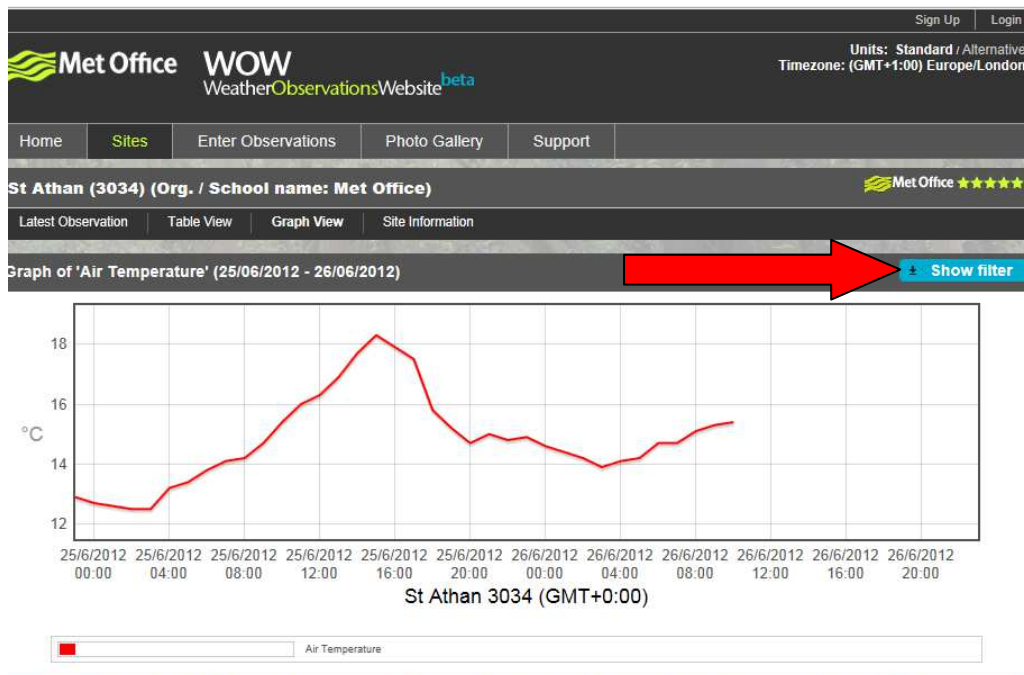 Sign Up Login
Met Office WOW
WeatherObservationsWebsite beta
Units: Standard / Alternative
Timezone: (GMT+1:00) Europe/London
Home Sites Enter Observations Photo Gallery Support
St Athan (3034) (Org. / School name: Met Office)
Met Office
Latest Observation Table View Graph View Site Information
Graph of 'Air Temperature' (25/06/2012 - 26/06/2012)
Show filter
18
16
°C
14
12
25/6/2012 25/6/2012 25/6/2012 25/6/2012 25/6/2012 25/6/2012 26/6/2012 26/6/2012 26/6/2012 26/6/2012 26/6/2012 26/6/2012
00:00 04:00 08:00 12:00 16:00 20:00 00:00 04:00 08:00 12:00 16:00 20:00
St Athan 3034 (GMT+0:00)
Air Temperature